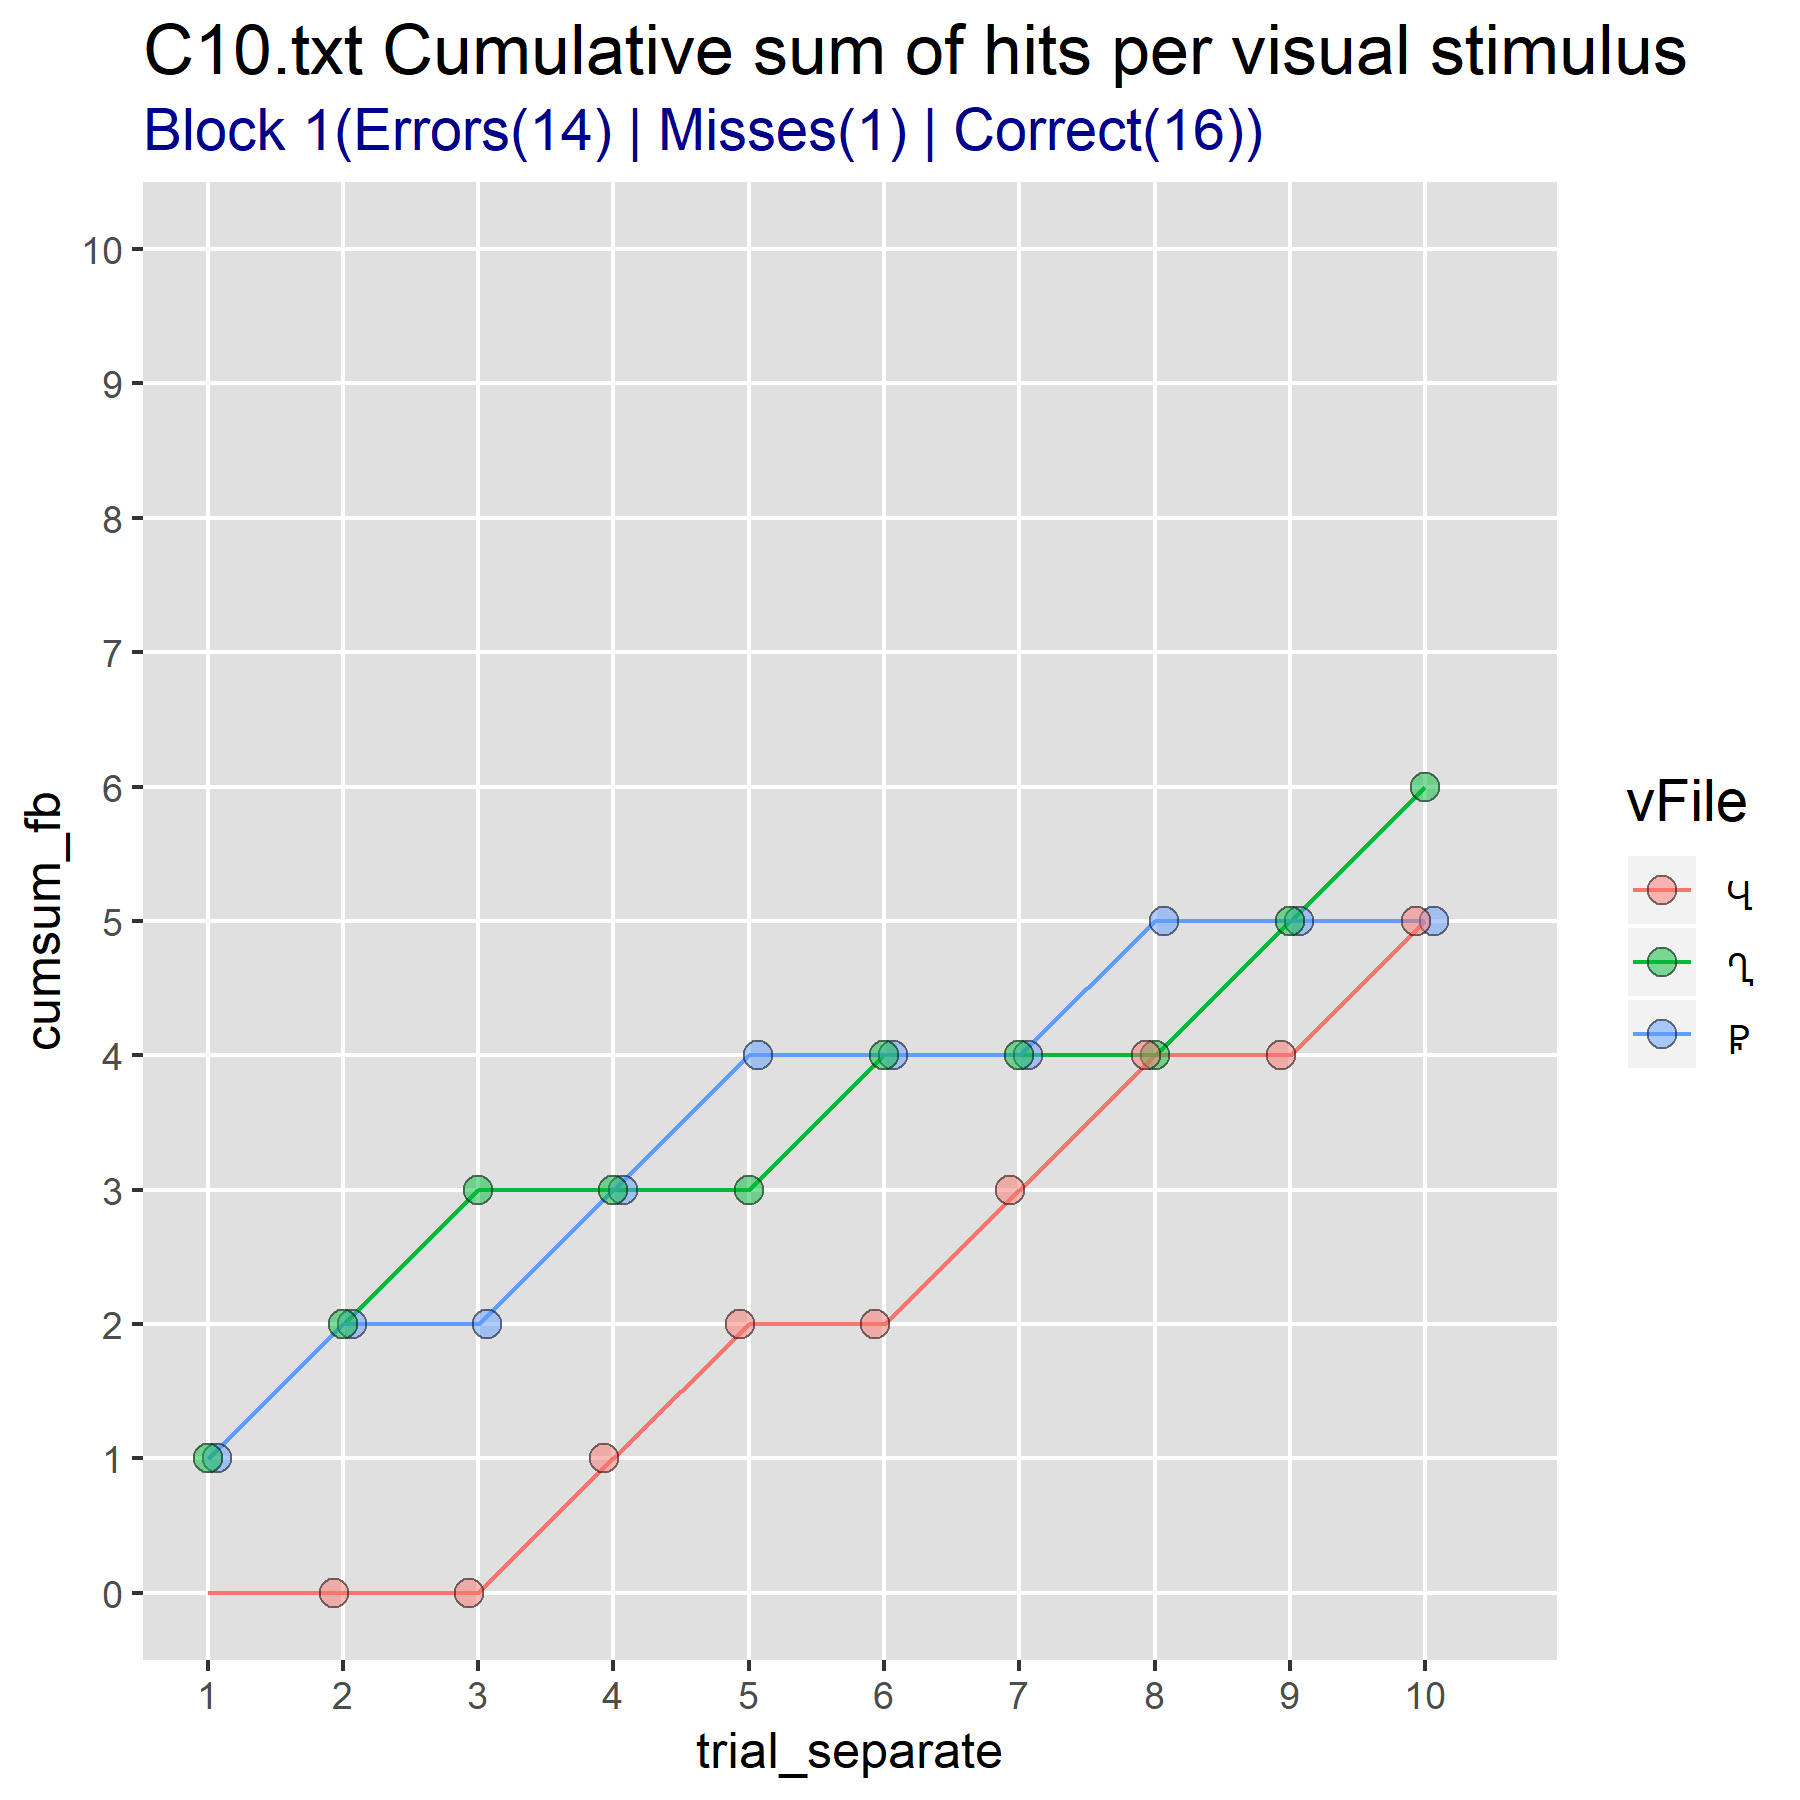 C10.txt Cumulative sum of hits per visual stimulus
Block 1(Errors(14) | Misses(1) | Correct(16))
cumsum_fb
10
9
8
7
6
5
4
3
2
1
0
1 2 3 4 5 6 7 8 9 10
trial_separate
vFile